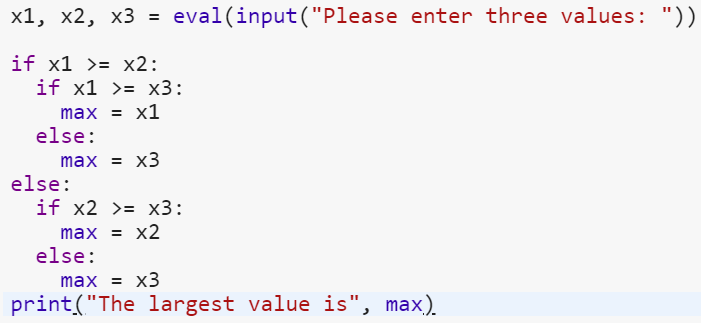 x1, x2, x3 = eval(input("Please enter three values: "))
if x1 >= x2:
  if x1 >= x3:
    max = x1
  else:
    max = x3
else:
  if x2 >= x3:
    max = x2
  else:
    max = x3
print("The largest value is", max)